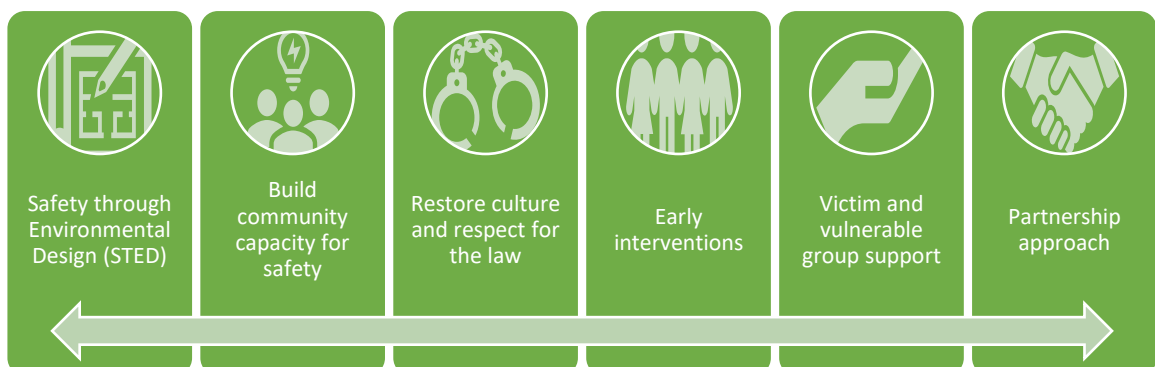 Safety through
Environmental
Design (STED)
Build
community
capacity for
safety
Restore culture
and respect for
the law
Early
interventions
Victim and
vulnerable
group support
Partnership
approach